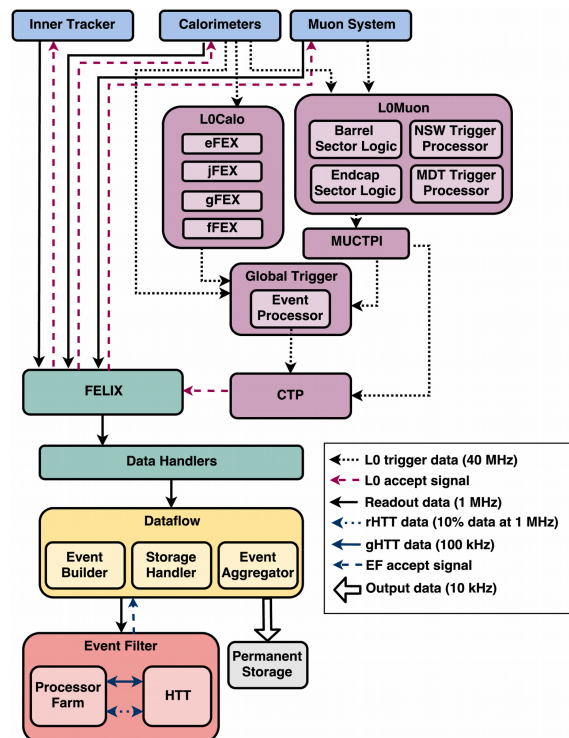 Inner Tracker
Calorimeters
Muon System
L0Calo
eFEX
jFEX
gFEX
fFEX
L0Muon
Barrel
Sector Logic
NSW Trigger
Processor
Endcap
Sector Logic
MDT Trigger
Processor
MUCTPI
Global Trigger
Event
Processor
FELIX
CTP
Data Handlers
Dataflow
Event
Builder
Storage
Handler
Event
Aggregator
Event Filter
Processor
Farm
HTT
Permanent
Storage
L0 trigger data (40 MHz)
L0 accept signal
Readout data (1 MHz)
rHTT data (10% data at 1 MHz)
gHTT data (100 kHz)
EF accept signal
Output data (10 kHz)